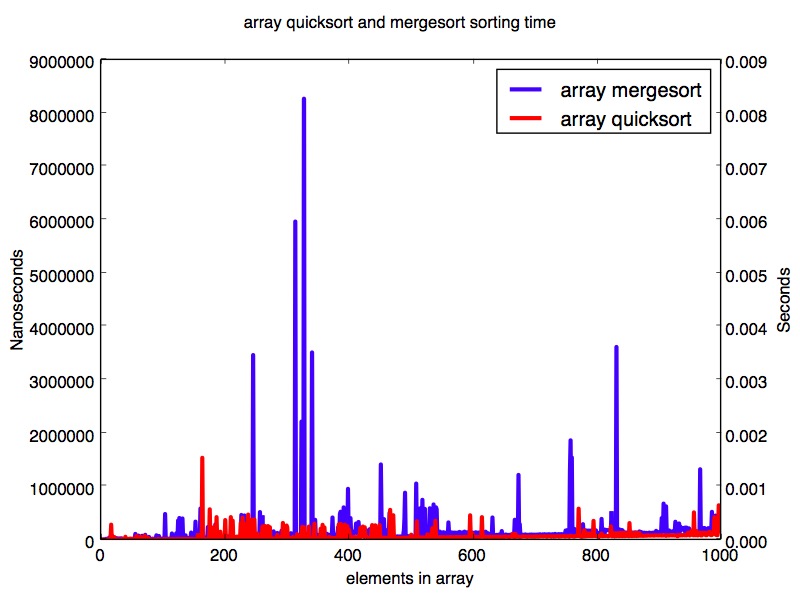 array quicksort and mergesort sorting time
9000000
8000000
7000000
6000000
5000000
4000000
3000000
2000000
1000000
0
Nanoseconds
array mergesort
array quicksort
0.009
0.008
0.007
0.006
0.005
0.004
0.003
0.002
0.001
0.000
Seconds
0 200 400 600 800 1000
elements in array